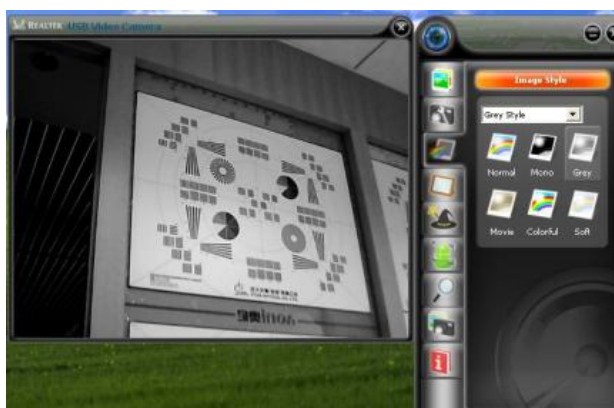 REALTEK USB Video Camera
Image Style
Grey Style
Normal Mono Grey
Movie Colorful Soft
inon